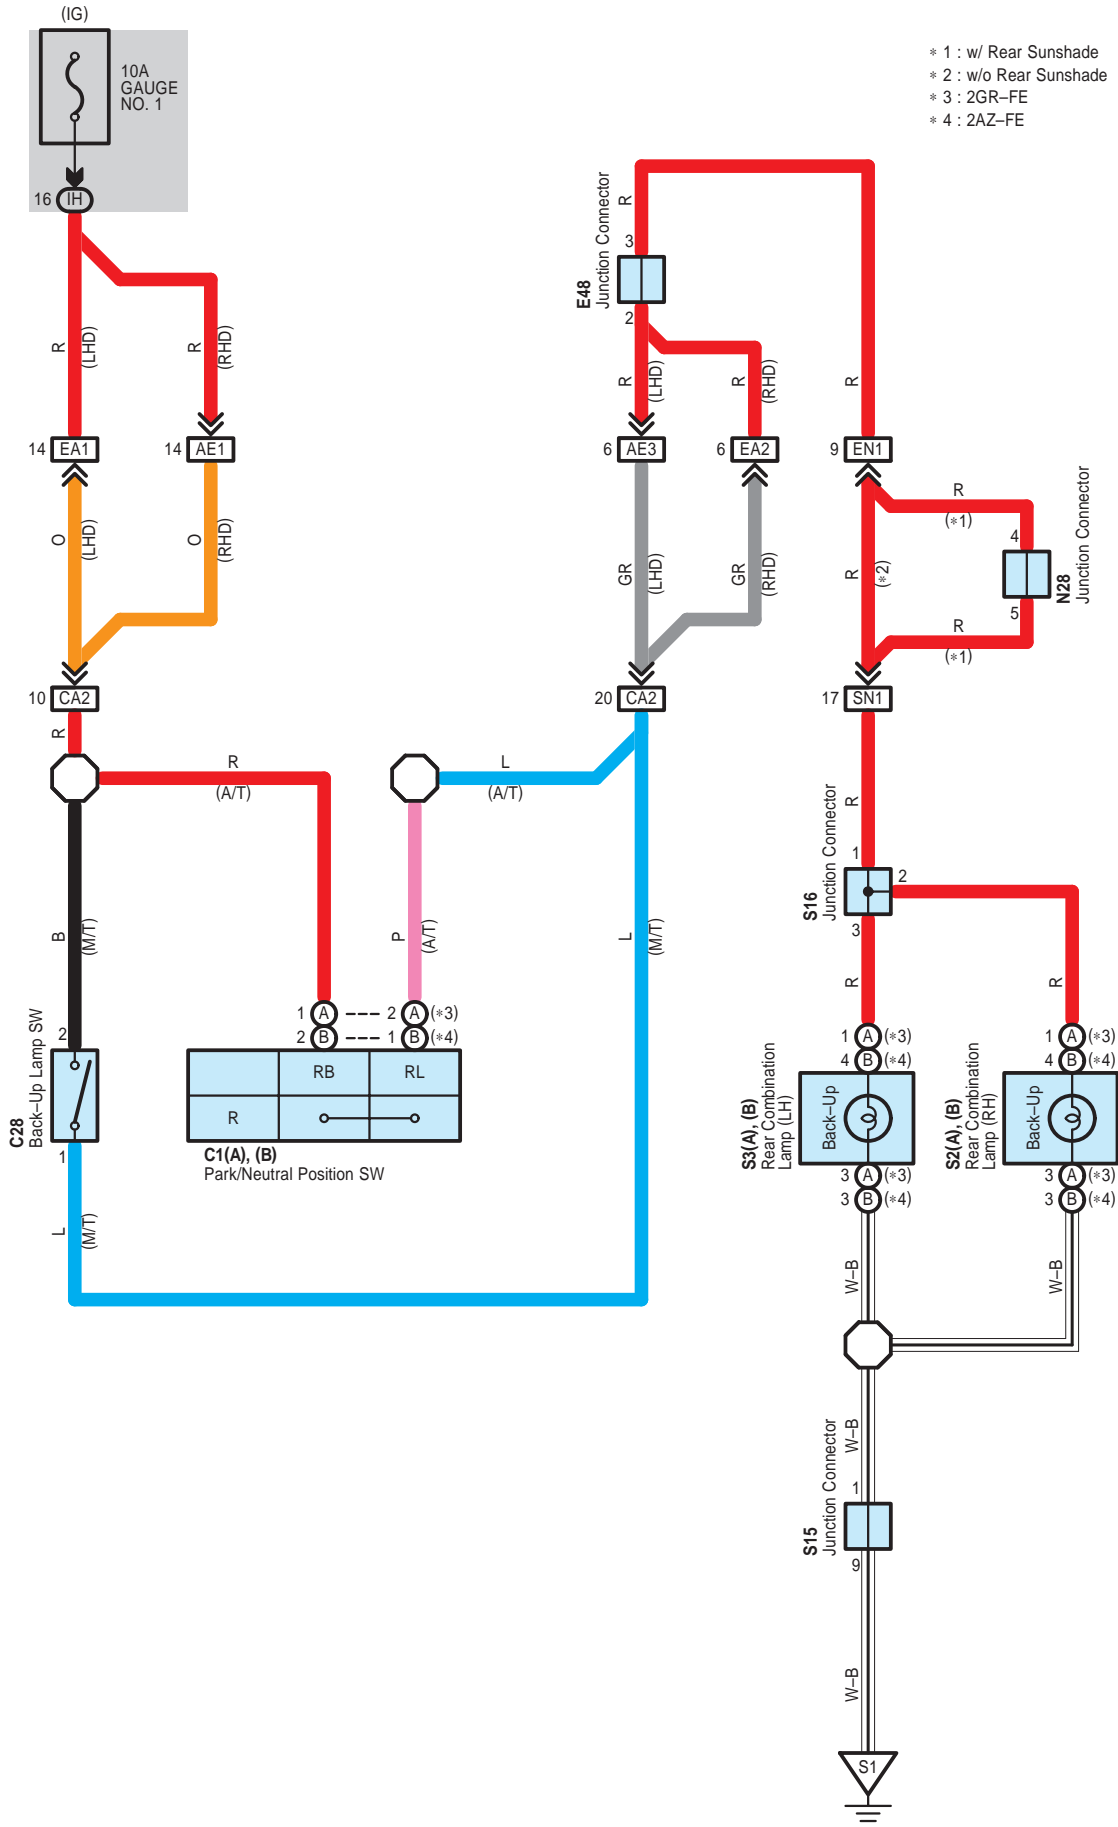 (IG)
10A
GAUGE
NO. 1
16 IH
* 1 : w/ Rear Sunshade
* 2 : w/o Rear Sunshade
* 3 : 2GR–FE
* 4 : 2AZ–FE
R
(LHD)
R
(RHD)
14 EA1
14 AE1
O
(LHD)
O
(RHD)
10 CA2
R
R
(A/T)
B
(M/T)
2
C28
Back–Up Lamp SW
1
L
(M/T)
L
(A/T)
P
(A/T)
1 A ---- 2 A (*3)
2 B ---- 1 B (*4)
RB RL
R
C1(A), (B)
Park/Neutral Position SW
R
3
E48
Junction Connector
2
R
(LHD)
R
(RHD)
6 AE3
6 EA2
GR
(LHD)
GR
(RHD)
20 CA2
L
(M/T)
R
9 EN1
R
(*1)
4
N28
Junction Connector
5
R
(*2)
R
(*1)
17 SN1
R
1
S16
Junction Connector
2
3
R
R
1 A (*3)
4 B (*4)
S3(A), (B)
Rear Combination
Lamp (LH)
Back–Up
3 A (*3)
3 B (*4)
1 A (*3)
4 B (*4)
S2(A), (B)
Rear Combination
Lamp (RH)
Back–Up
3 A (*3)
3 B (*4)
W–B
W–B
W–B
1
S15
Junction Connector
9
W–B
S1